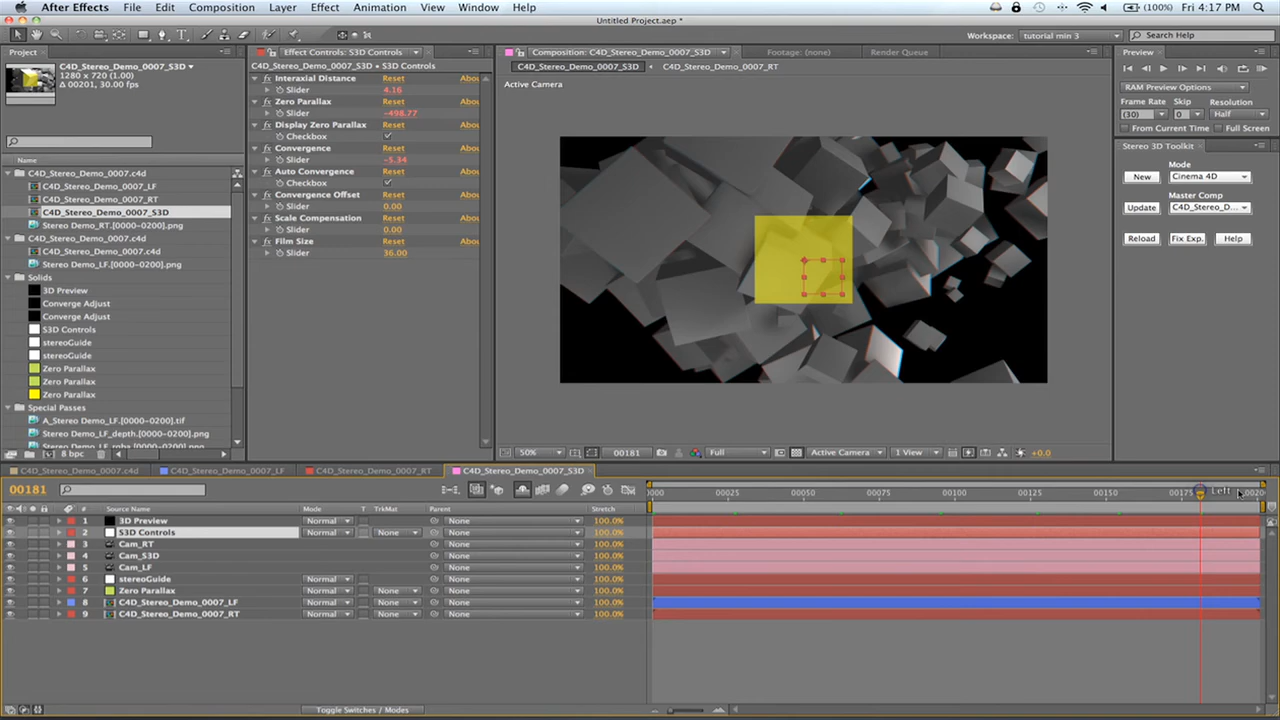 After Effects File Edit Composition Layer Effect Animation View Window Help (100%) Fri 4:17 PM
Untitled Project.aep *
Workspace: tutorial min 3 Search Help
Project Effect Controls: S3D Controls Composition: C4D_Stereo_Demo_0007_S3D Footage: (none) Render Queue Preview
C4D_Stereo_Demo_0007_S3D
1280 x 720 (1.00)
Δ 00201, 30.00 fps
C4D_Stereo_Demo_0007_S3D • S3D Controls
Interaxial Distance Reset Abou
Slider 4.16
Zero Parallax Reset Abou
Slider -498.77
Display Zero Parallax Reset Abou
Checkbox
Convergence Reset Abou
Slider -5.34
Auto Convergence Reset Abou
Checkbox
Convergence Offset Reset Abou
Slider 0.00
Scale Compensation Reset Abou
Slider 0.00
Film Size Reset Abou
Slider 36.00
C4D_Stereo_Demo_0007_S3D C4D_Stereo_Demo_0007_RT
Active Camera
RAM Preview Options
Frame Rate Skip Resolution
(30) 0 Half
From Current Time Full Screen
Stereo 3D Toolkit
Mode
New Cinema 4D
Master Comp
Update C4D_Stereo_D...
Reload Fix Exp. Help
Name
C4D_Stereo_Demo_0007.c4d
C4D_Stereo_Demo_0007_LF
C4D_Stereo_Demo_0007_RT
C4D_Stereo_Demo_0007_S3D
Stereo Demo_RT.[0000-0200].png
C4D_Stereo_Demo_0007.c4d
C4D_Stereo_Demo_0007.c4d
Stereo Demo_LF.[0000-0200].png
Solids
3D Preview
Converge Adjust
Converge Adjust
S3D Controls
stereoGuide
stereoGuide
Zero Parallax
Zero Parallax
Zero Parallax
Special Passes
A_Stereo Demo_LF.[0000-0200].tif
Stereo Demo_LF_depth.[0000-0200].png
8 bpc
50% 00181 Full Active Camera 1 View +0.0
C4D_Stereo_Demo_0007.c4d C4D_Stereo_Demo_0007_LF C4D_Stereo_Demo_0007_RT C4D_Stereo_Demo_0007_S3D
00181
0000 00025 00050 00075 00100 00125 00150 00175 Left 0020
# Source Name Mode T TrkMat Parent Stretch
1 3D Preview Normal None 100.0%
2 S3D Controls Normal None None 100.0%
3 Cam_RT None 100.0%
4 Cam_S3D None 100.0%
5 Cam_LF None 100.0%
6 stereoGuide Normal None 100.0%
7 Zero Parallax Normal None None 100.0%
8 C4D_Stereo_Demo_0007_LF Normal None None 100.0%
9 C4D_Stereo_Demo_0007_RT Normal None None 100.0%
Toggle Switches / Modes